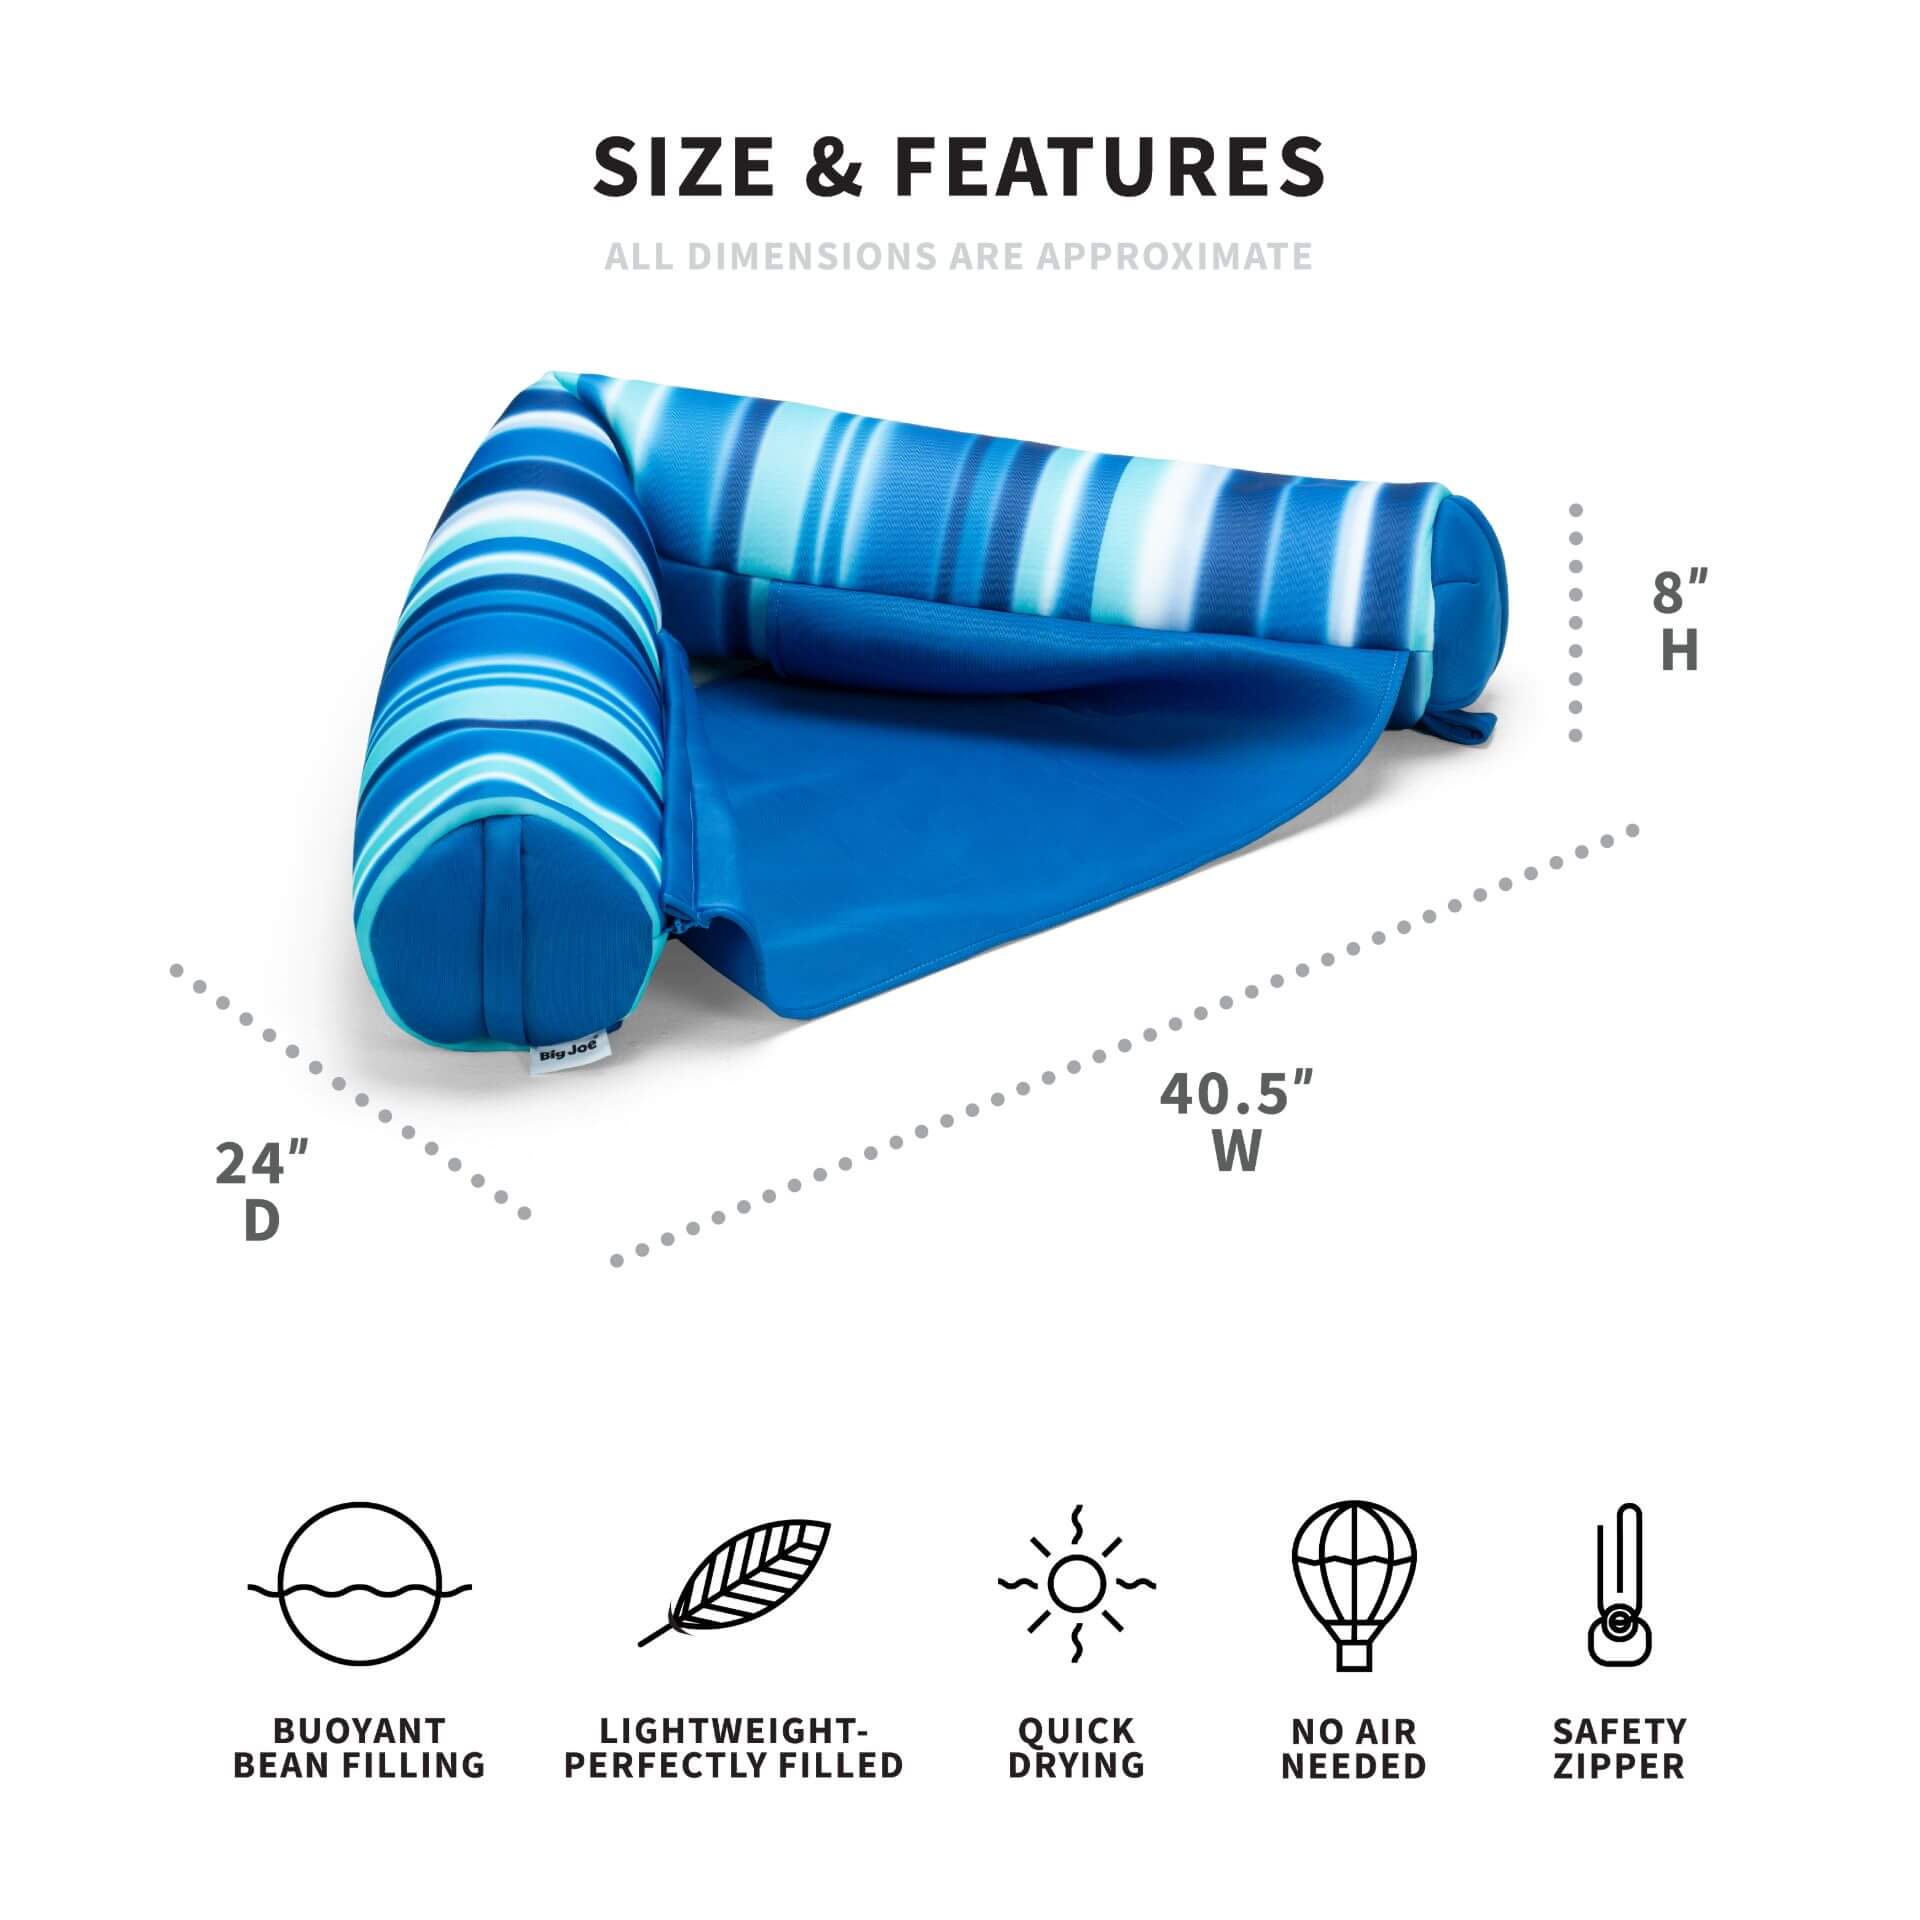 SIZE & FEATURES
ALL DIMENSIONS ARE APPROXIMATE
8"
H
Big Joe
40.5"
W
24"
D
BUOYANT
BEAN FILLING
LIGHTWEIGHT-
PERFECTLY FILLED
QUICK
DRYING
NO AIR
NEEDED
SAFETY
ZIPPER